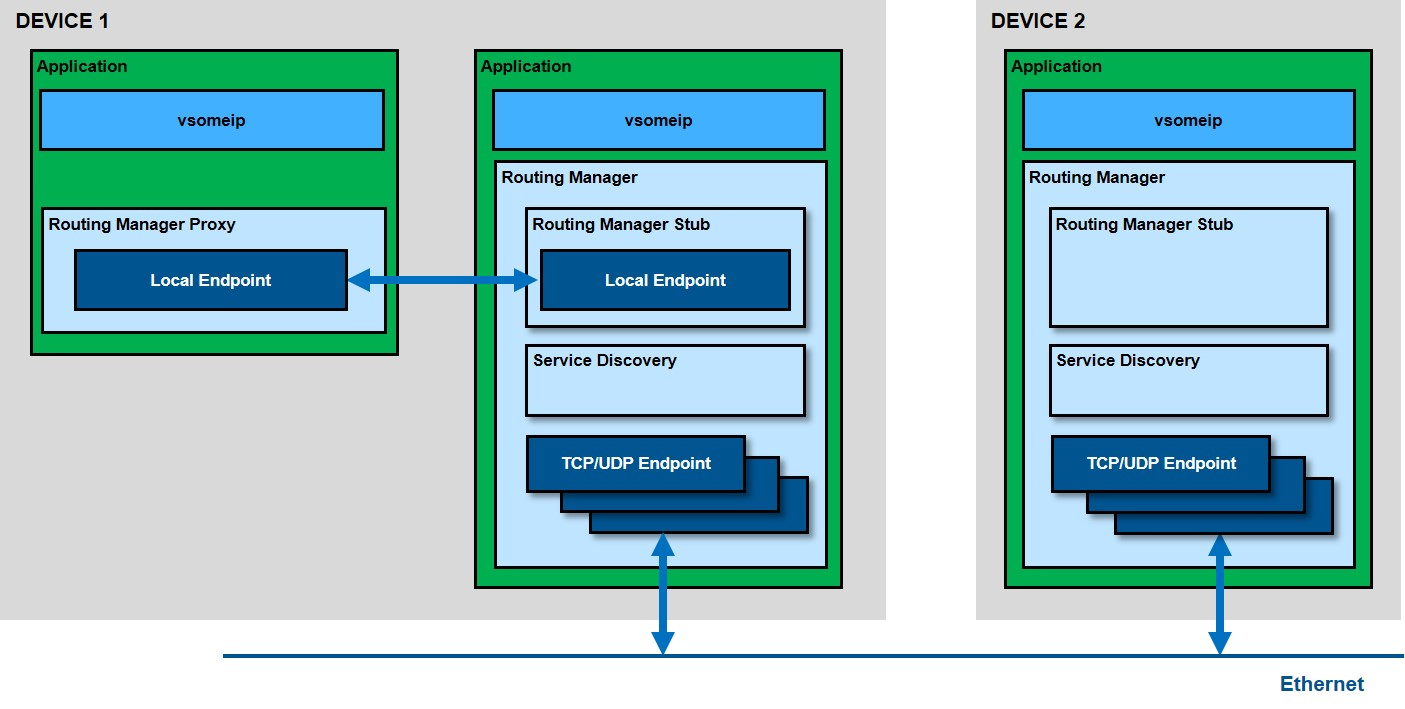 DEVICE 1
Application
vsomeip
Routing Manager Proxy
Local Endpoint
Application
vsomeip
Routing Manager
Routing Manager Stub
Local Endpoint
Service Discovery
TCP/UDP Endpoint
DEVICE 2
Application
vsomeip
Routing Manager
Routing Manager Stub
Service Discovery
TCP/UDP Endpoint
Ethernet